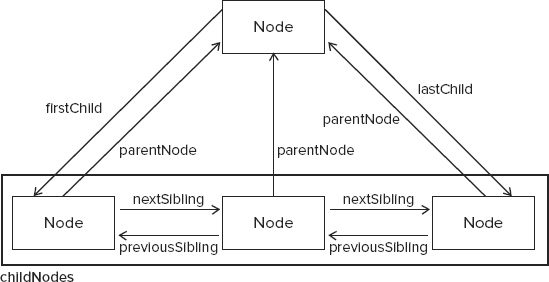 Node
firstChild
lastChild
parentNode
parentNode
parentNode
nextSibling
nextSibling
Node
Node
Node
previousSibling
previousSibling
childNodes